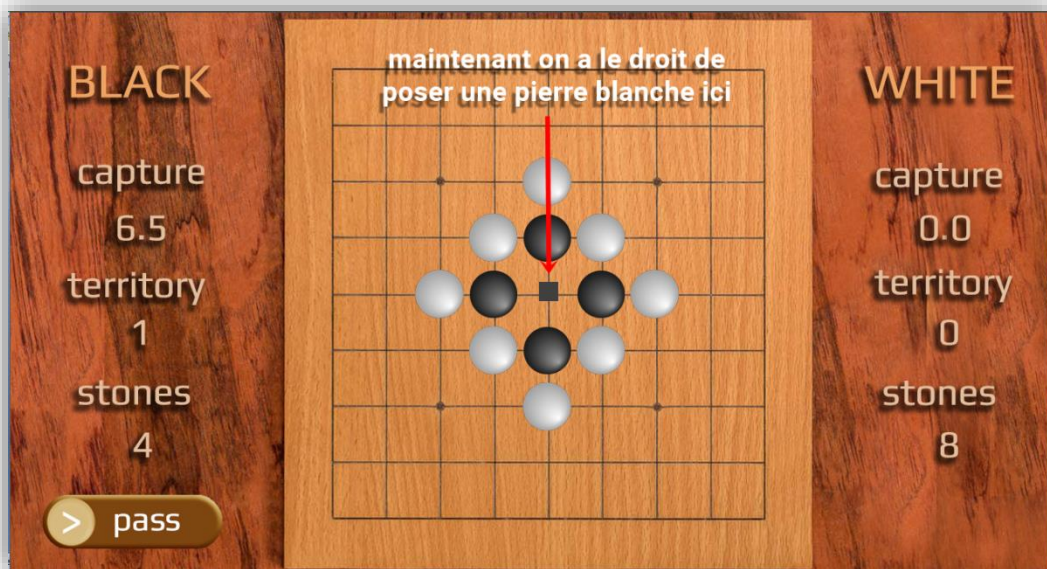 maintenant on a le droit de
poser une pierre blanche ici
BLACK
capture
6.5
territory
1
stones
4
> pass
WHITE
capture
0.0
territory
0
stones
8